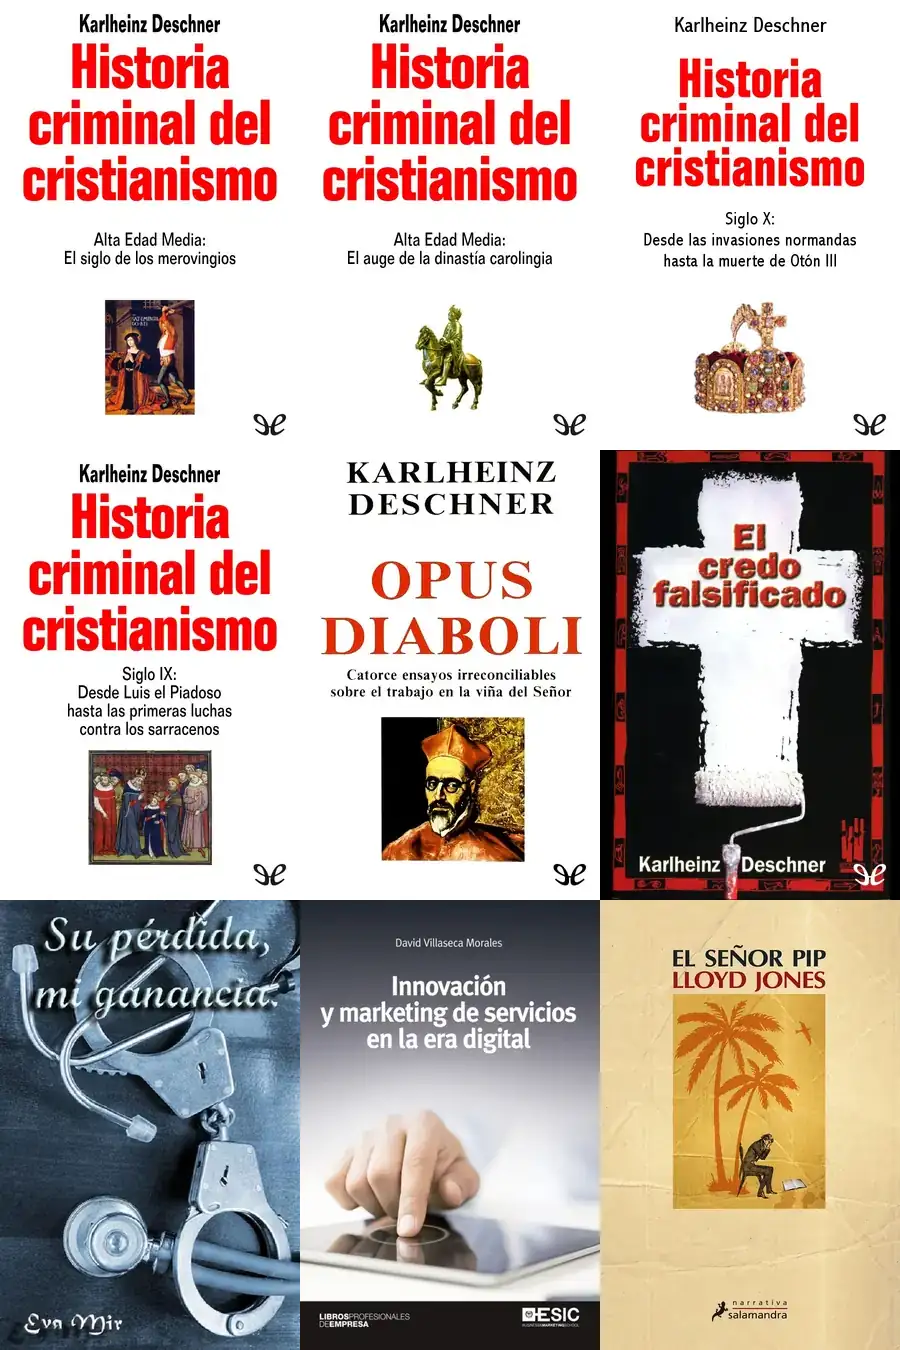 Karlheinz Deschner
Historia
criminal del
cristianismo
Alta Edad Media:
El siglo de los merovingios
Karlheinz Deschner
Historia
criminal del
cristianismo
Alta Edad Media:
El auge de la dinastía carolingia
Karlheinz Deschner
Historia
criminal del
cristianismo
Siglo X:
Desde las invasiones normandas
hasta la muerte de Otón III
Karlheinz Deschner
Historia
criminal del
cristianismo
Siglo IX:
Desde Luis el Piadoso
hasta las primeras luchas
contra los sarracenos
KARLHEINZ
DESCHNER
OPUS
DIABOLI
Catorce ensayos irreconciliables
sobre el trabajo en la viña del Señor
El
credo
falsificado
Karlheinz Deschner
Su pérdida,
mi ganancia.
Eva Mir
David Villaseca Morales
Innovación
y marketing de servicios
en la era digital
LIBROSPROFESIONALES
DEEMPRESA
ESIC
BUSINESS&MARKETINGSCHOOL
EL SEÑOR PIP
LLOYD JONES
narrativa
salamandra